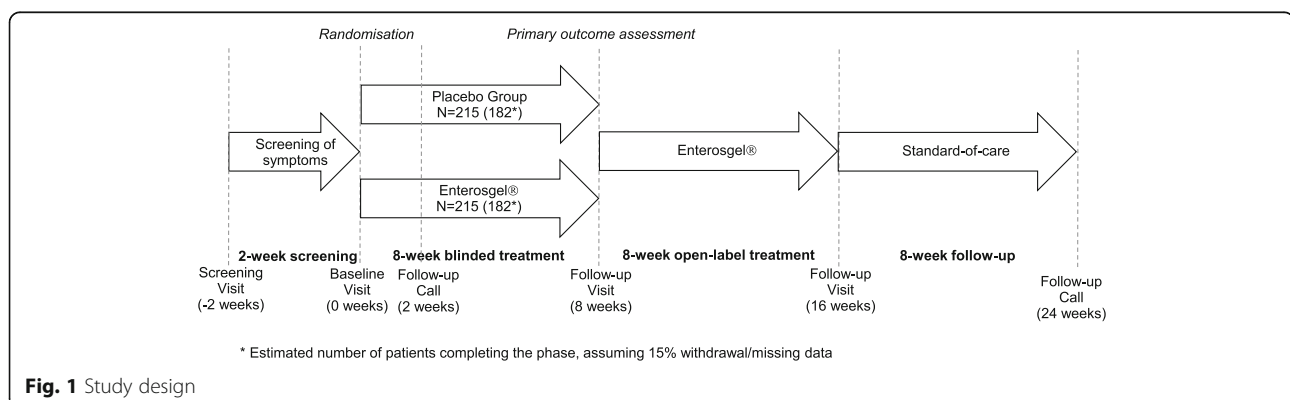 Randomisation
Primary outcome assessment
Placebo Group
N=215 (182*)
Screening of
symptoms
Enterosgel®
Standard-of-care
Enterosgel®
N=215 (182*)
2-week screening
8-week blinded treatment
8-week open-label treatment
8-week follow-up
Screening
Visit
(-2 weeks)
Baseline
Visit
(0 weeks)
Follow-up
Call
(2 weeks)
Follow-up
Visit
(8 weeks)
Follow-up
Visit
(16 weeks)
Follow-up
Call
(24 weeks)
* Estimated number of patients completing the phase, assuming 15% withdrawal/missing data
Fig. 1 Study design